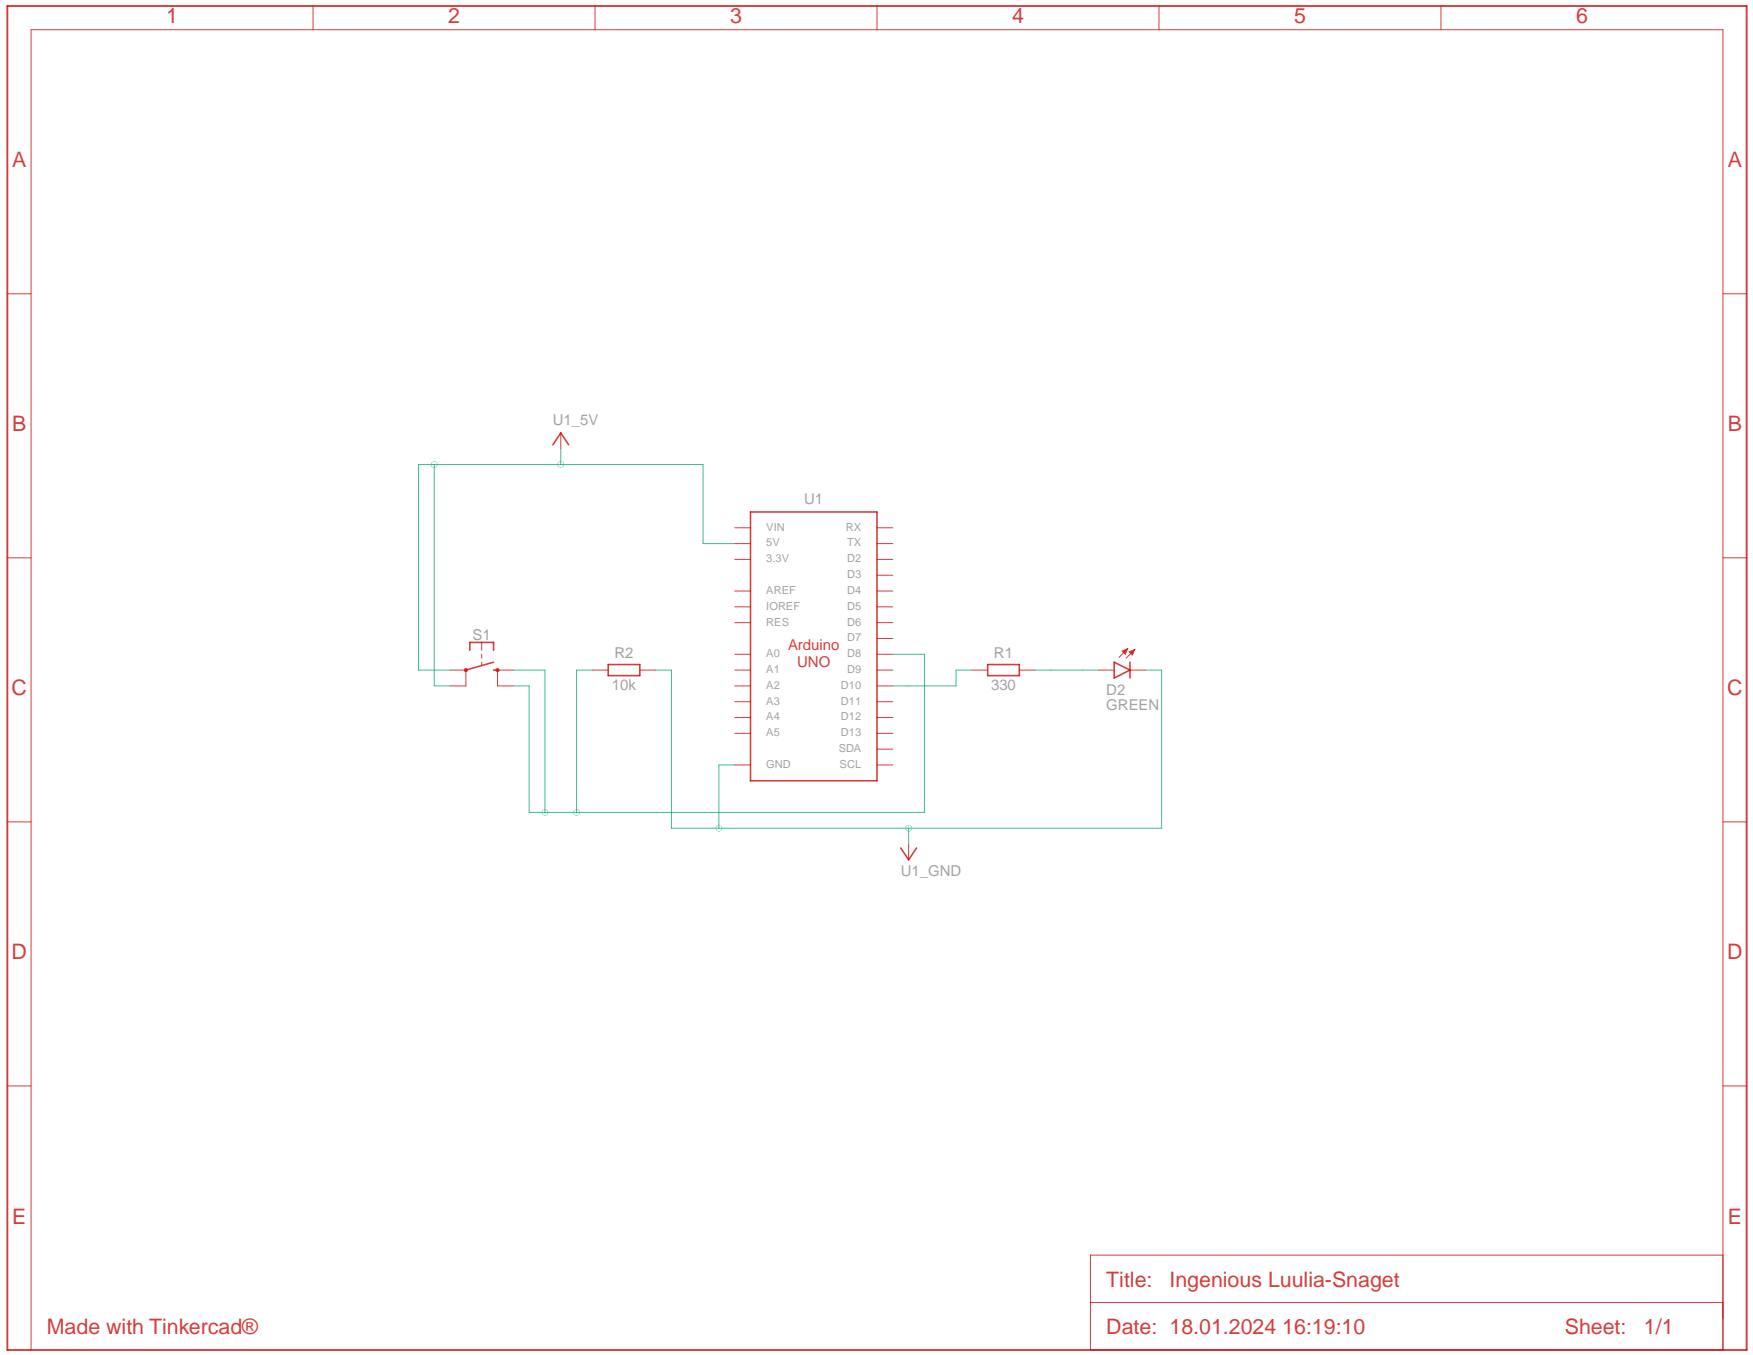 1 2 3 4 5 6
A A
B B
U1_5V
U1
VIN RX
5V TX
3.3V D2
D3
AREF D4
IOREF D5
RES D6
D7
Arduino
UNO
A0 D8
A1 D9
A2 D10
A3 D11
A4 D12
A5 D13
SDA
GND SCL
S1
R2
10k
R1
330
D2
GREEN
C C
U1_GND
D D
E E
Title: Ingenious Luulia-Snaget
Made with Tinkercad®
Date: 18.01.2024 16:19:10 Sheet: 1/1